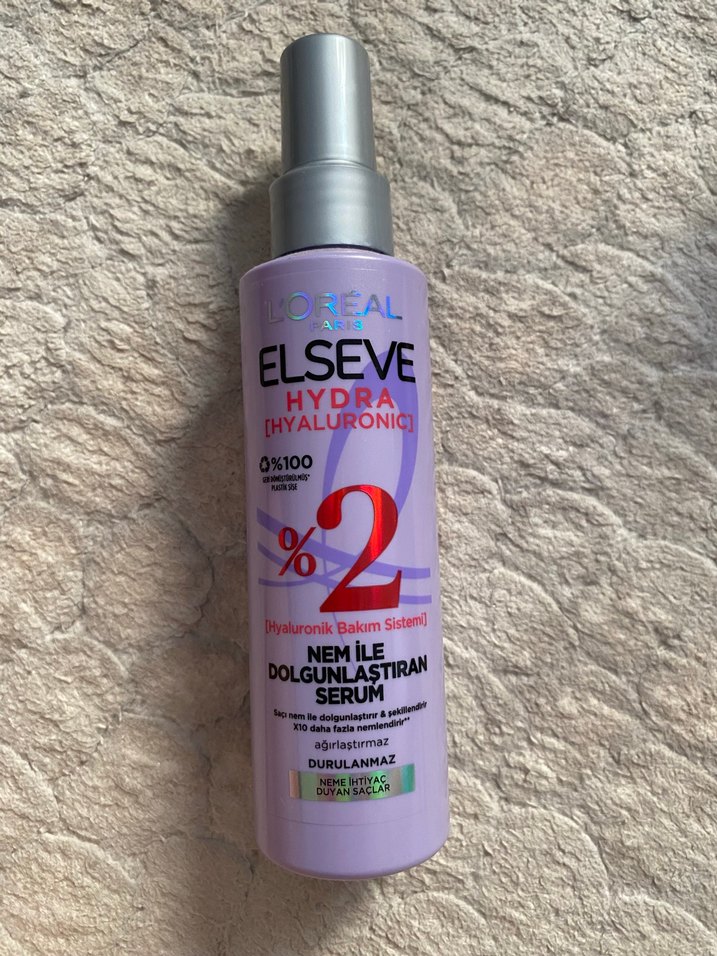 L'ORÉAL
PARIS
ELSEVE
HYDRA
[HYALURONIC]
%100
GERİ DÖNÜŞTÜRÜLMÜŞ*
PLASTİK ŞİŞE
%2
[Hyaluronik Bakım Sistemi]
NEM İLE
DOLGUNLAŞTIRAN
SERUM
Saçı nem ile dolgunlaştırır & şekillendirir
X10 daha fazla nemlendirir**
ağırlaştırmaz
DURULANMAZ
NEME İHTİYAÇ
DUYAN SAÇLAR